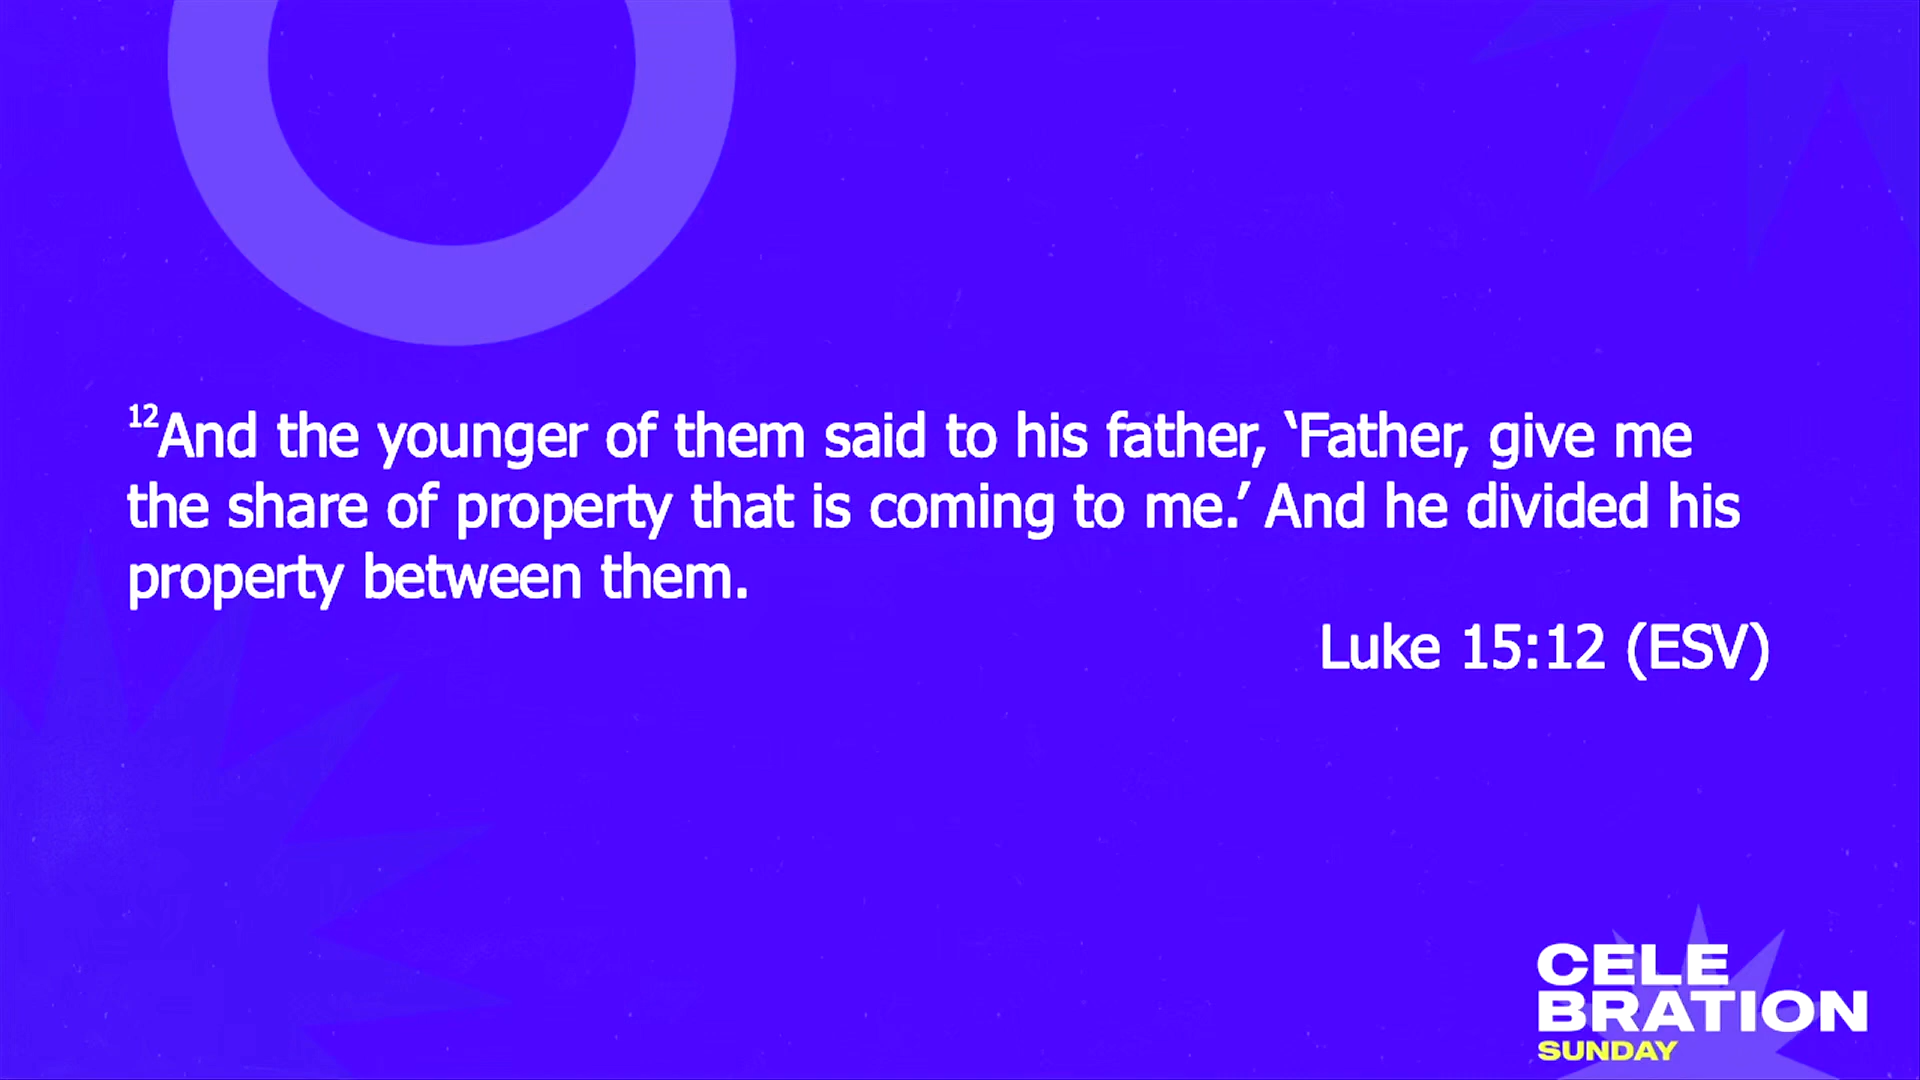 ¹²And the younger of them said to his father, ‘Father, give me
the share of property that is coming to me.’ And he divided his
property between them.
Luke 15:12 (ESV)
CELE
BRATION
SUNDAY